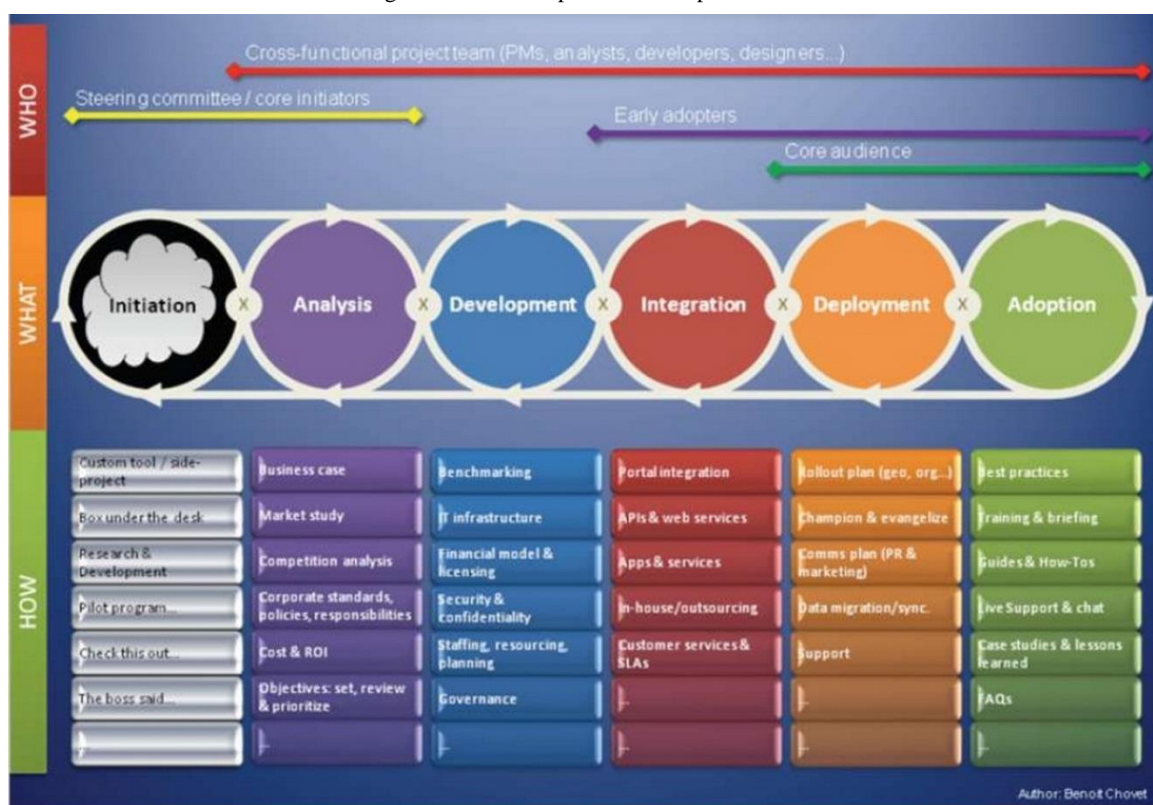 WHO
Cross-functional project team (PMs, analysts, developers, designers...)
Steering committee / core initiators
Early adopters
Core audience
WHAT
Initiation
X
Analysis
X
Development
X
Integration
X
Deployment
X
Adoption
HOW
Custom tool / side-
project
Box under the desk
Research &
Development
Pilot program...
Check this out...
The boss said...
...
Business case
Market study
Competition analysis
Corporate standards,
policies, responsibilities
Cost & ROI
Objectives: set, review
& prioritize
...
Benchmarking
IT infrastructure
Financial model &
licensing
Security &
confidentiality
Staffing, resourcing,
planning
Governance
...
Portal integration
APIs & web services
Apps & services
In-house/outsourcing
Customer services &
SLAs
...
...
Rollout plan (geo, org...)
Champion & evangelize
Comms plan (PR &
marketing)
Data migration/sync.
Support
...
...
Best practices
Training & briefing
Guides & How-Tos
Live Support & chat
Case studies & lessons
learned
FAQs
...
Author: Benoit Chovet